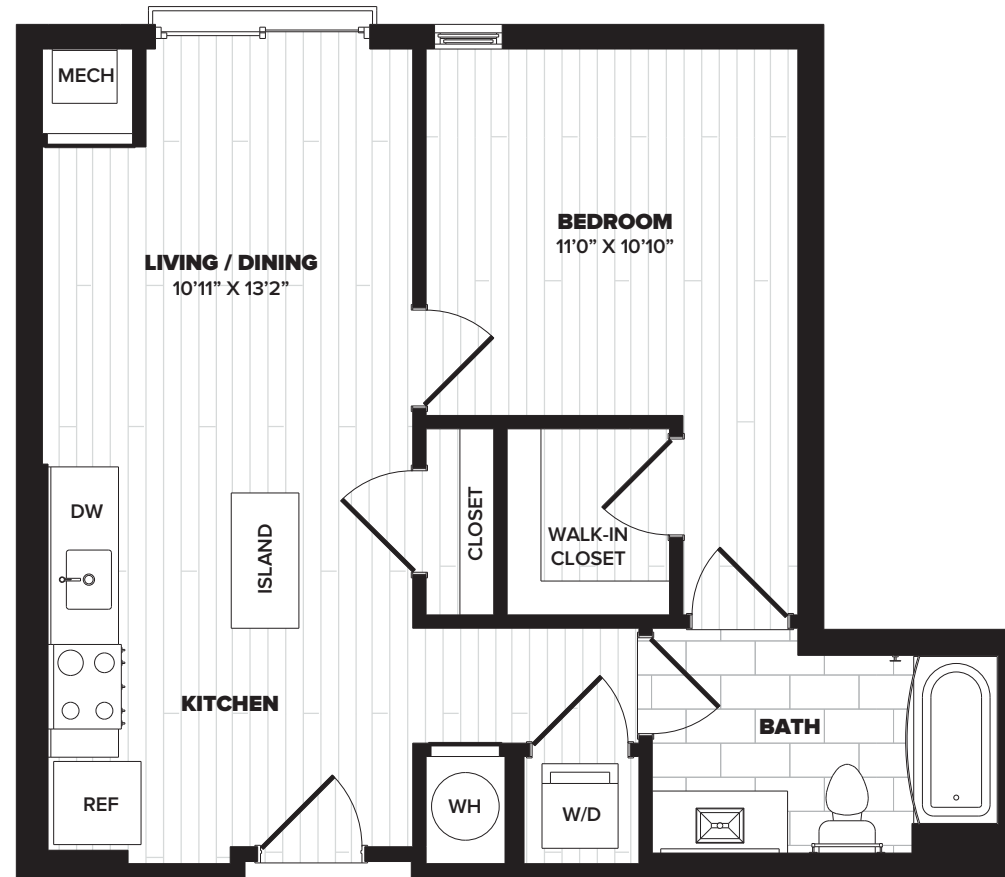 MECH
BEDROOM
11’0” X 10’10”
LIVING / DINING
10’11” X 13’2”
DW
ISLAND
CLOSET
WALK-IN
CLOSET
KITCHEN
BATH
REF
WH
W/D